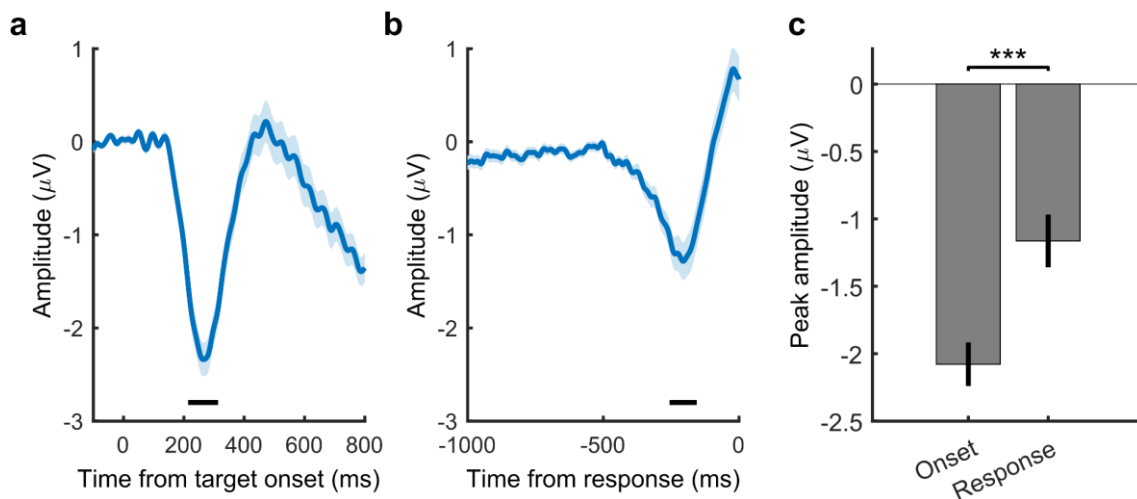 a
b
c
1
0
-1
-2
-3
Amplitude (μV)
0
200
400
600
800
Time from target onset (ms)
1
0
-1
-2
-3
Amplitude (μV)
-1000
-500
0
Time from response (ms)
***
0
-0.5
-1
-1.5
-2
-2.5
Peak amplitude (μV)
Onset
Response